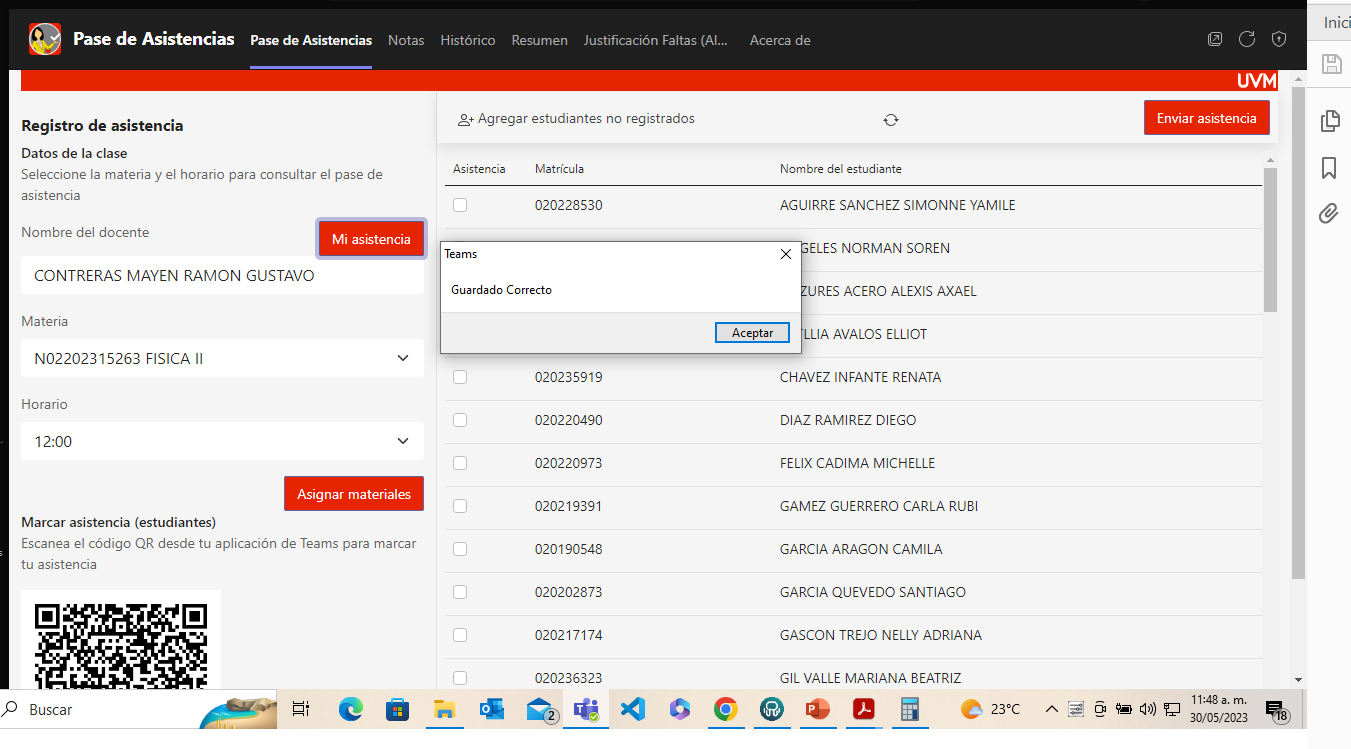 Pase de Asistencias
Pase de Asistencias
Notas
Histórico
Resumen
Justificación Faltas (Al...
Acerca de
Inici
UVM
Registro de asistencia
Datos de la clase
Seleccione la materia y el horario para consultar el pase de
asistencia
Nombre del docente
Mi asistencia
CONTRERAS MAYEN RAMON GUSTAVO
Materia
N02202315263 FISICA II
Horario
12:00
Asignar materiales
Marcar asistencia (estudiantes)
Escanea el código QR desde tu aplicación de Teams para marcar
tu asistencia
Agregar estudiantes no registrados
Enviar asistencia
Asistencia Matrícula Nombre del estudiante
020228530 AGUIRRE SANCHEZ SIMONNE YAMILE
GELES NORMAN SOREN
ZURES ACERO ALEXIS AXAEL
LLIA AVALOS ELLIOT
Teams
Guardado Correcto
Aceptar
020235919 CHAVEZ INFANTE RENATA
020220490 DIAZ RAMIREZ DIEGO
020220973 FELIX CADIMA MICHELLE
020219391 GAMEZ GUERRERO CARLA RUBI
020190548 GARCIA ARAGON CAMILA
020202873 GARCIA QUEVEDO SANTIAGO
020217174 GASCON TREJO NELLY ADRIANA
020236323 GIL VALLE MARIANA BEATRIZ
Buscar
2
23°C
11:48 a. m.
30/05/2023
18